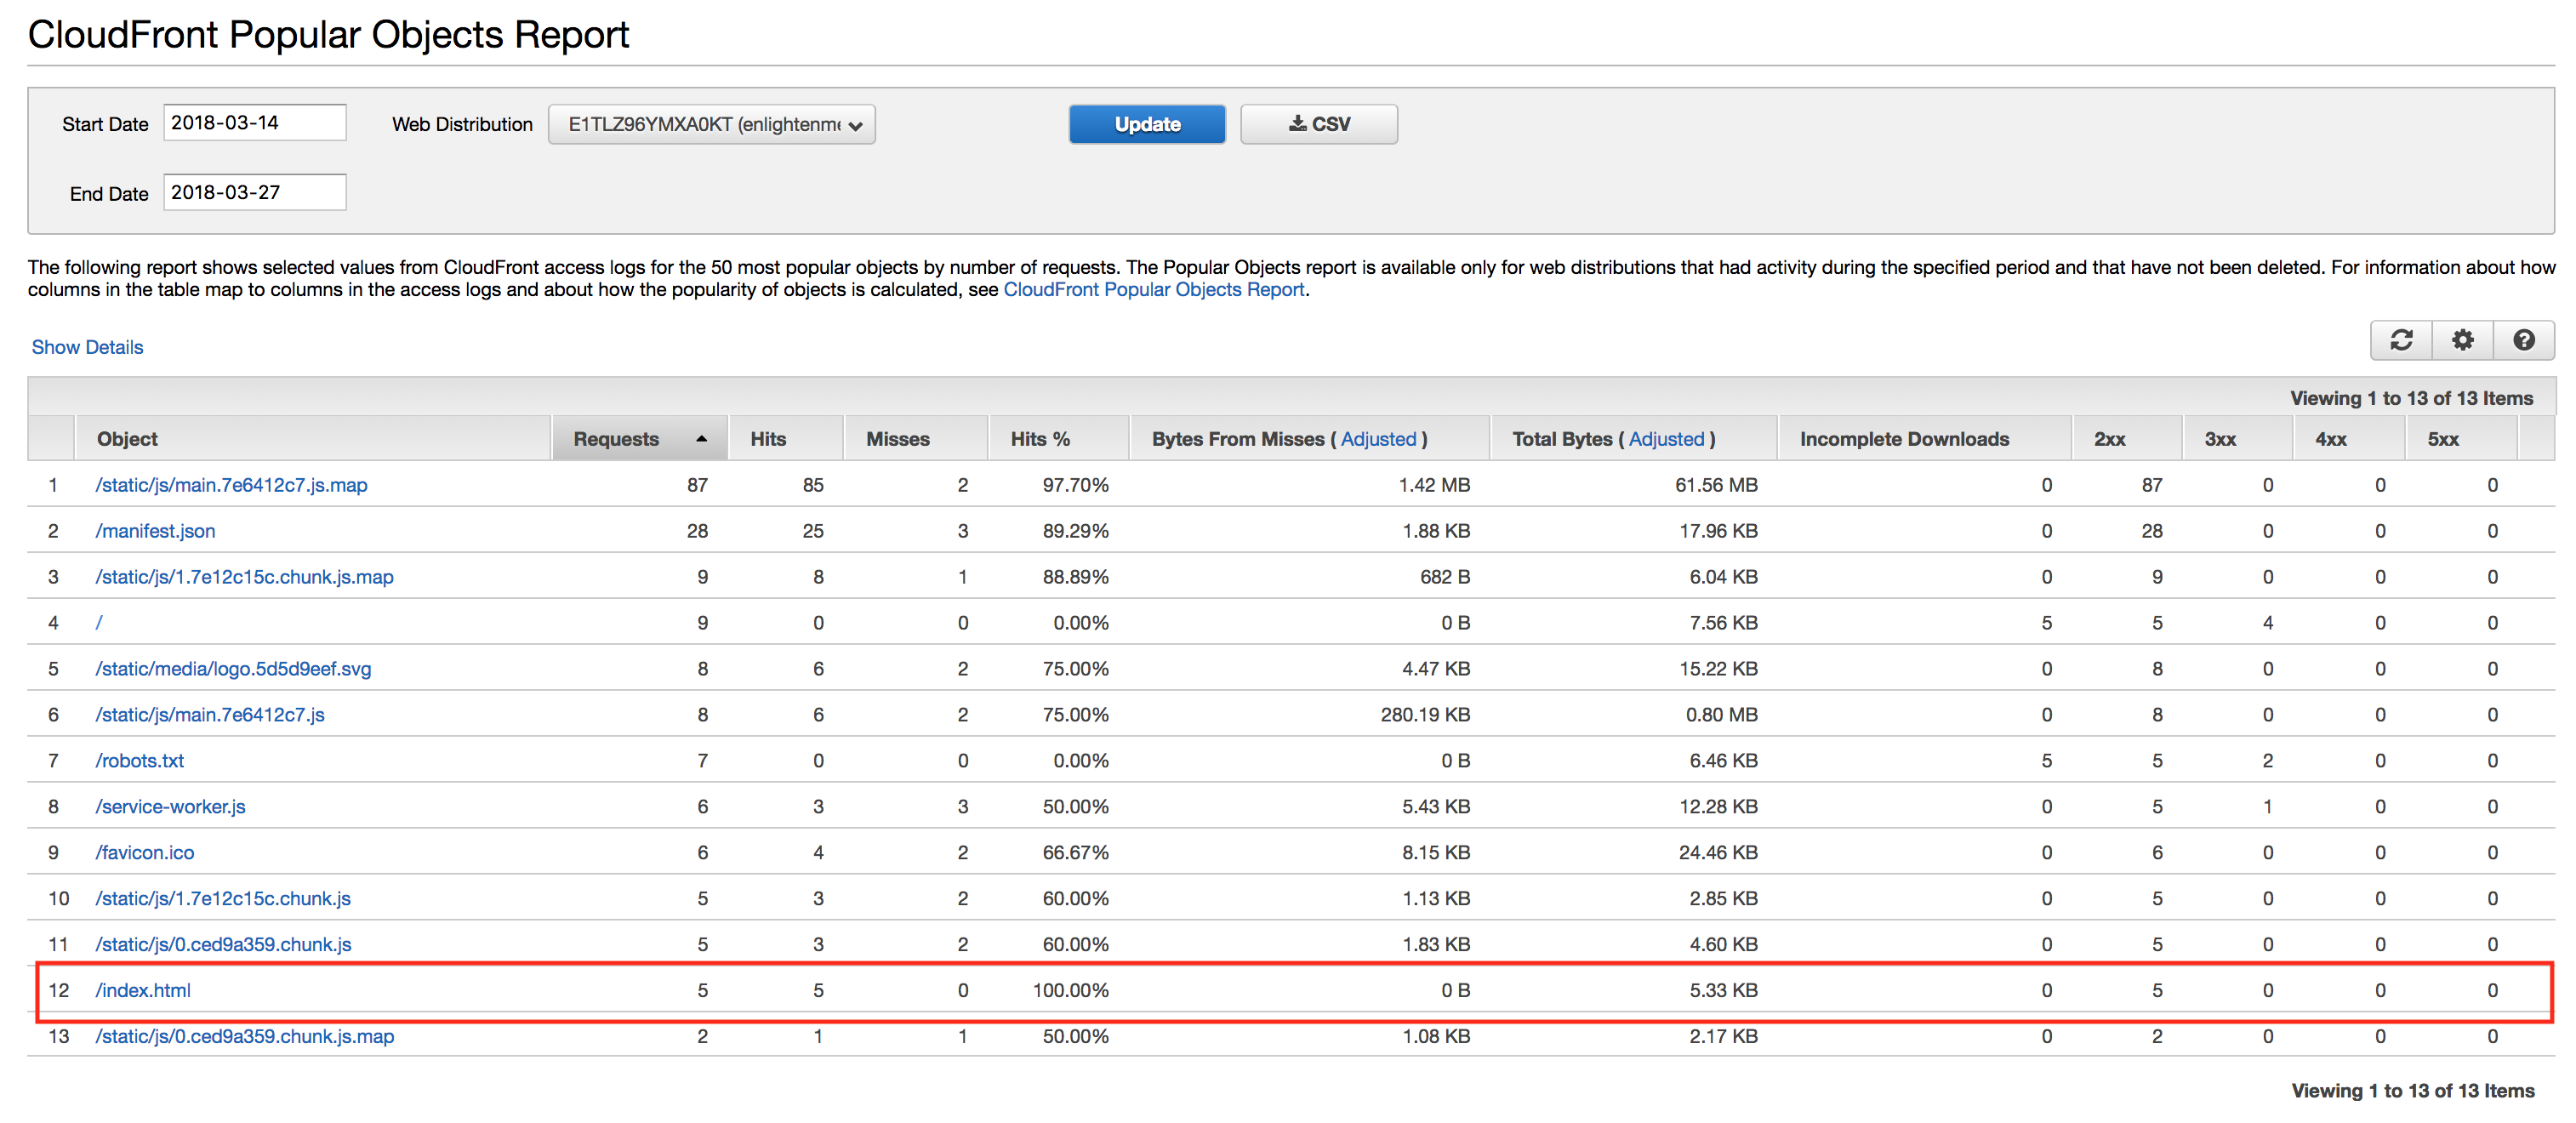 CloudFront Popular Objects Report
Start Date 2018-03-14 Web Distribution E1TLZ96YMXA0KT (enlightenme Update CSV
End Date 2018-03-27
The following report shows selected values from CloudFront access logs for the 50 most popular objects by number of requests. The Popular Objects report is available only for web distributions that had activity during the specified period and that have not been deleted. For information about how
columns in the table map to columns in the access logs and about how the popularity of objects is calculated, see CloudFront Popular Objects Report.
Show Details
Viewing 1 to 13 of 13 Items
Object Requests Hits Misses Hits % Bytes From Misses ( Adjusted ) Total Bytes ( Adjusted ) Incomplete Downloads 2xx 3xx 4xx 5xx
1 /static/js/main.7e6412c7.js.map 87 85 2 97.70% 1.42 MB 61.56 MB 0 87 0 0 0
2 /manifest.json 28 25 3 89.29% 1.88 KB 17.96 KB 0 28 0 0 0
3 /static/js/1.7e12c15c.chunk.js.map 9 8 1 88.89% 682 B 6.04 KB 0 9 0 0 0
4 / 9 0 0 0.00% 0 B 7.56 KB 5 5 4 0 0
5 /static/media/logo.5d5d9eef.svg 8 6 2 75.00% 4.47 KB 15.22 KB 0 8 0 0 0
6 /static/js/main.7e6412c7.js 8 6 2 75.00% 280.19 KB 0.80 MB 0 8 0 0 0
7 /robots.txt 7 0 0 0.00% 0 B 6.46 KB 5 5 2 0 0
8 /service-worker.js 6 3 3 50.00% 5.43 KB 12.28 KB 0 5 1 0 0
9 /favicon.ico 6 4 2 66.67% 8.15 KB 24.46 KB 0 6 0 0 0
10 /static/js/1.7e12c15c.chunk.js 5 3 2 60.00% 1.13 KB 2.85 KB 0 5 0 0 0
11 /static/js/0.ced9a359.chunk.js 5 3 2 60.00% 1.83 KB 4.60 KB 0 5 0 0 0
12 /index.html 5 5 0 100.00% 0 B 5.33 KB 0 5 0 0 0
13 /static/js/0.ced9a359.chunk.js.map 2 1 1 50.00% 1.08 KB 2.17 KB 0 2 0 0 0
Viewing 1 to 13 of 13 Items